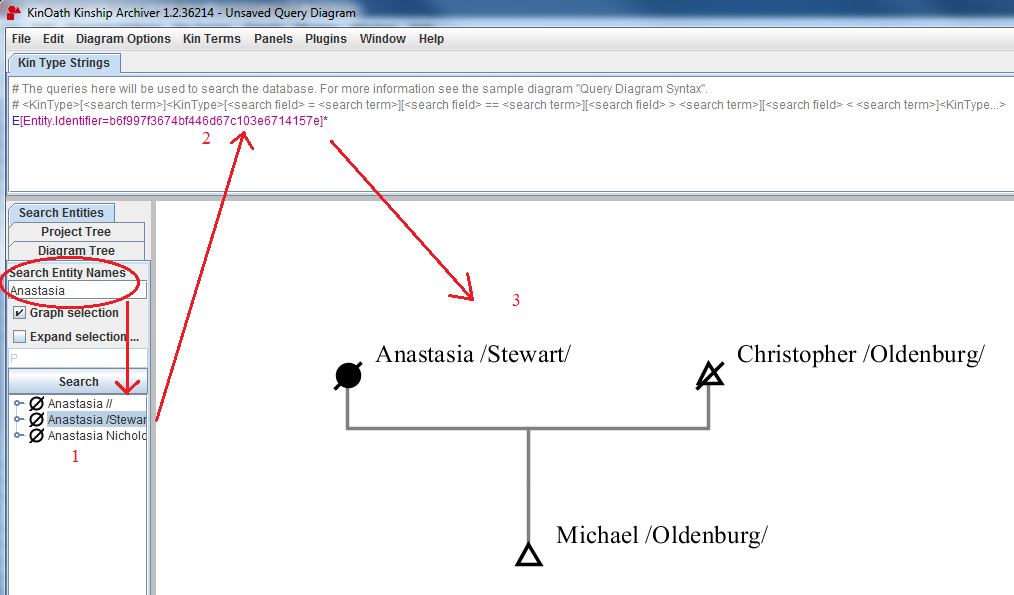 KinOath Kinship Archiver 1.2.36214 - Unsaved Query Diagram
File Edit Diagram Options Kin Terms Panels Plugins Window Help
Kin Type Strings
# The queries here will be used to search the database. For more information see the sample diagram "Query Diagram Syntax".
# <KinType>[<search term>]<KinType>[<search field> = <search term>][<search field> == <search term>][<search field> > <search term>][<search field> < <search term>]<KinType...>
E[Entity.Identifier=b6f997f3674bf446d67c103e6714157e]*
2
Search Entities
Project Tree
Diagram Tree
Search Entity Names
Anastasia
Graph selection
Expand selection ...
P
Search
Anastasia //
Anastasia /Stewar
Anastasia Nichold
1
3
Anastasia /Stewart/
Christopher /Oldenburg/
Michael /Oldenburg/